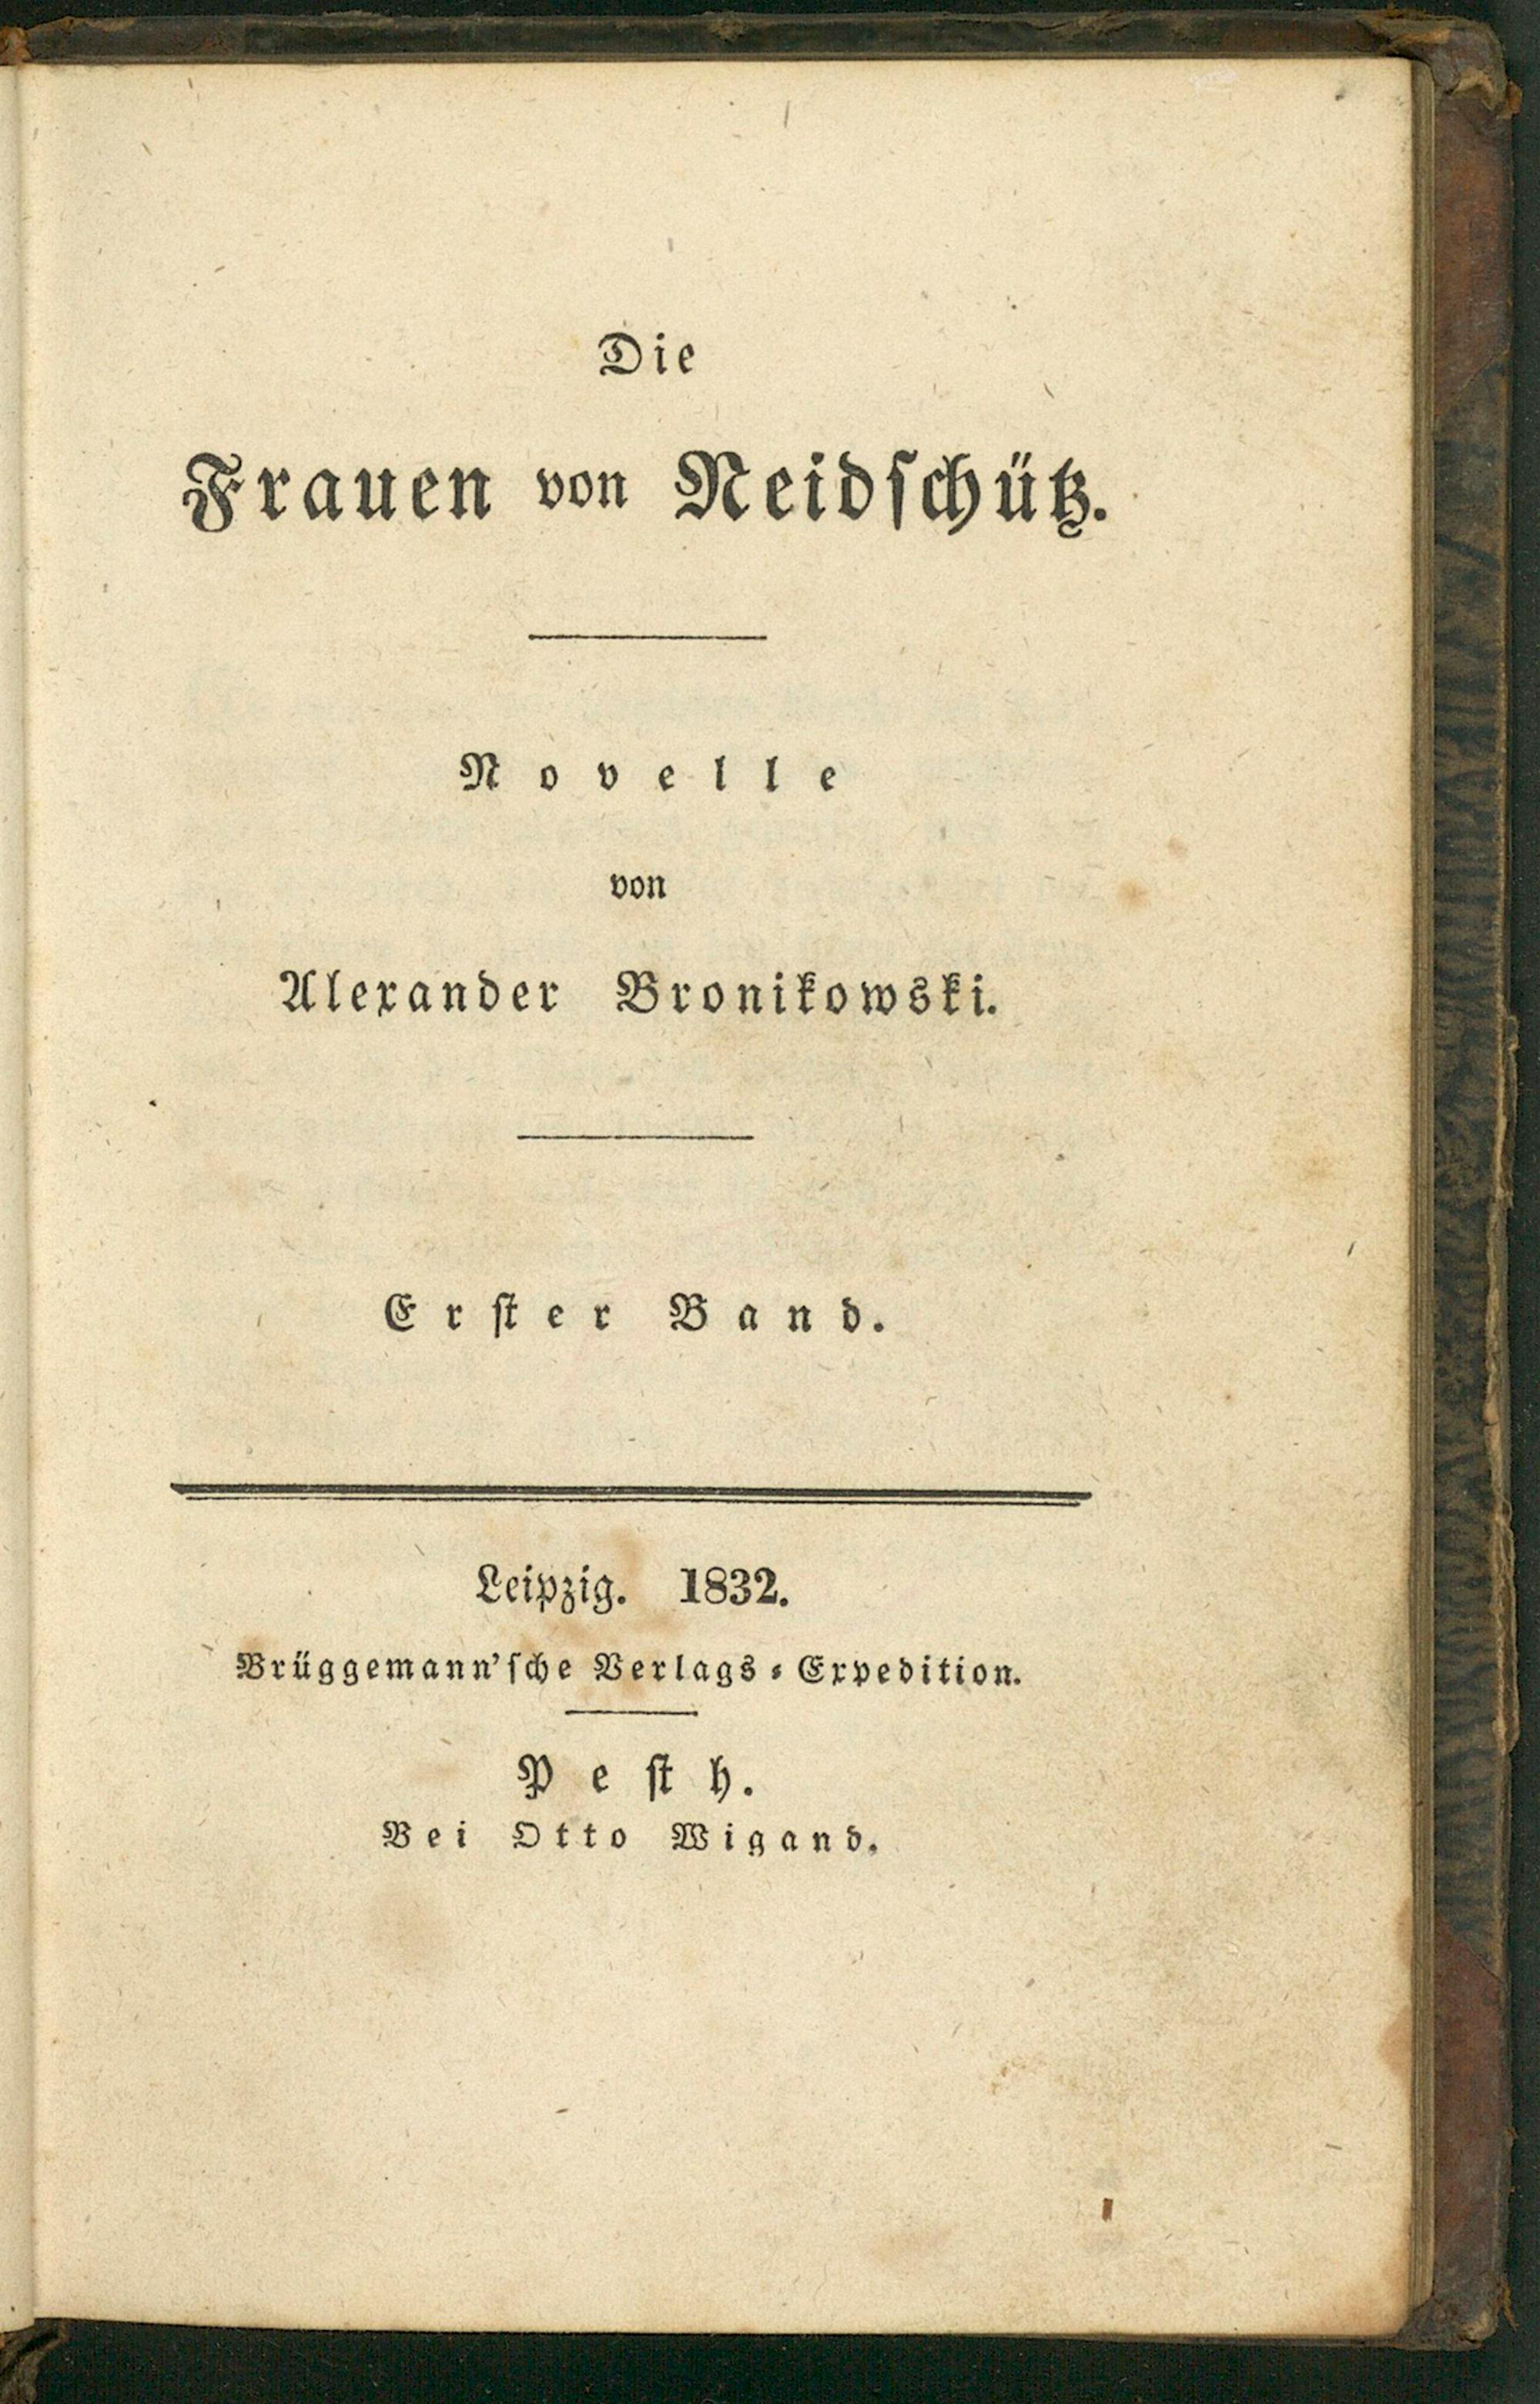 Die
Frauen von Neidschütz.
Novelle
von
Alexander Bronikowski.
Erster Band.
Leipzig. 1832.
Brüggemann'sche Verlags-Expedition.
Pesth.
Bei Otto Wigand.